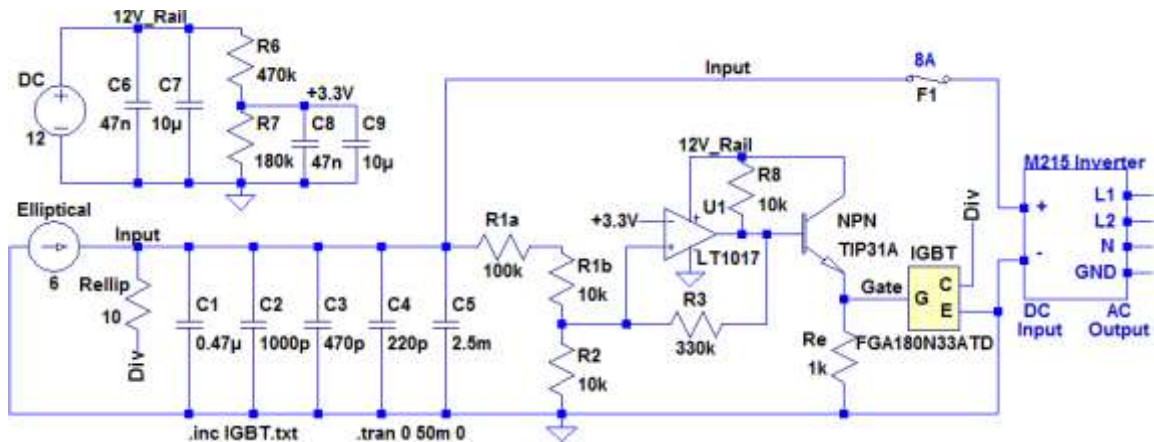 12V_Rail
DC
12
C6
47n
C7
10µ
R6
470k
+3.3V
R7
180k
C8
47n
C9
10µ
Input
8A
F1
12V_Rail
R8
10k
U1
+3.3V
LT1017
NPN
TIP31A
M215 Inverter
+
-
L1
L2
N
GND
DC
Input
AC
Output
Div
IGBT
G
C
E
FGA180N33ATD
Gate
Re
1k
Elliptical
6
Input
Rellip
10
Div
C1
0.47µ
C2
1000p
C3
470p
C4
220p
C5
2.5m
R1a
100k
R1b
10k
R2
10k
R3
330k
.inc IGBT.txt
.tran 0 50m 0